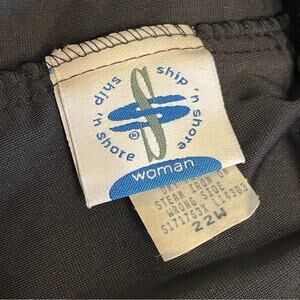 ship 'n shore
ship 'n shore
S
®
woman
STEAM IRON ON
WRONG SIDE
22W